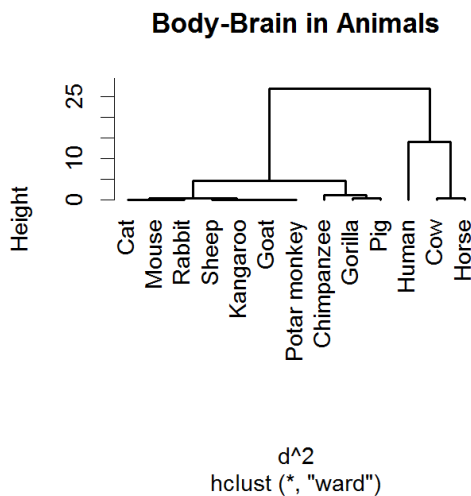 Body-Brain in Animals
Height
25
10
0
Cat
Mouse
Rabbit
Sheep
Kangaroo
Goat
Potar monkey
Chimpanzee
Gorilla
Pig
Human
Cow
Horse
d^2
hclust (*, "ward")